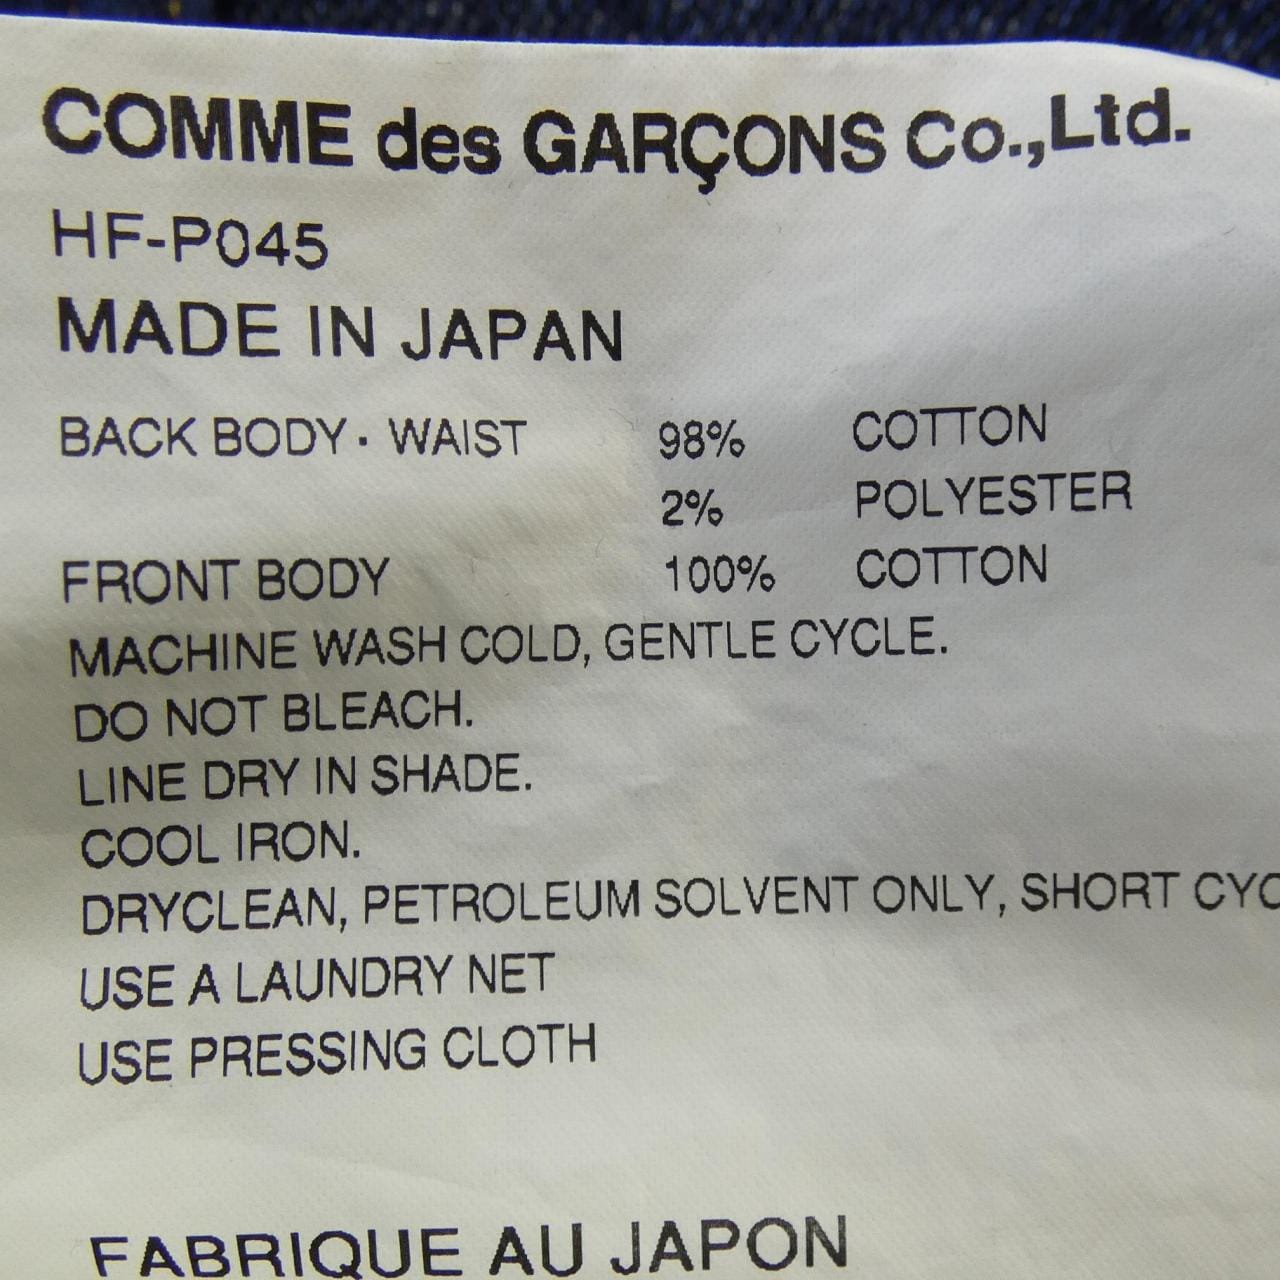 COMME des GARÇONS Co.,Ltd.
HF-P045
MADE IN JAPAN
BACK BODY · WAIST 98% COTTON
2% POLYESTER
FRONT BODY 100% COTTON
MACHINE WASH COLD, GENTLE CYCLE.
DO NOT BLEACH.
LINE DRY IN SHADE.
COOL IRON.
DRYCLEAN, PETROLEUM SOLVENT ONLY, SHORT CYC
USE A LAUNDRY NET
USE PRESSING CLOTH
FABRIQUE AU JAPON